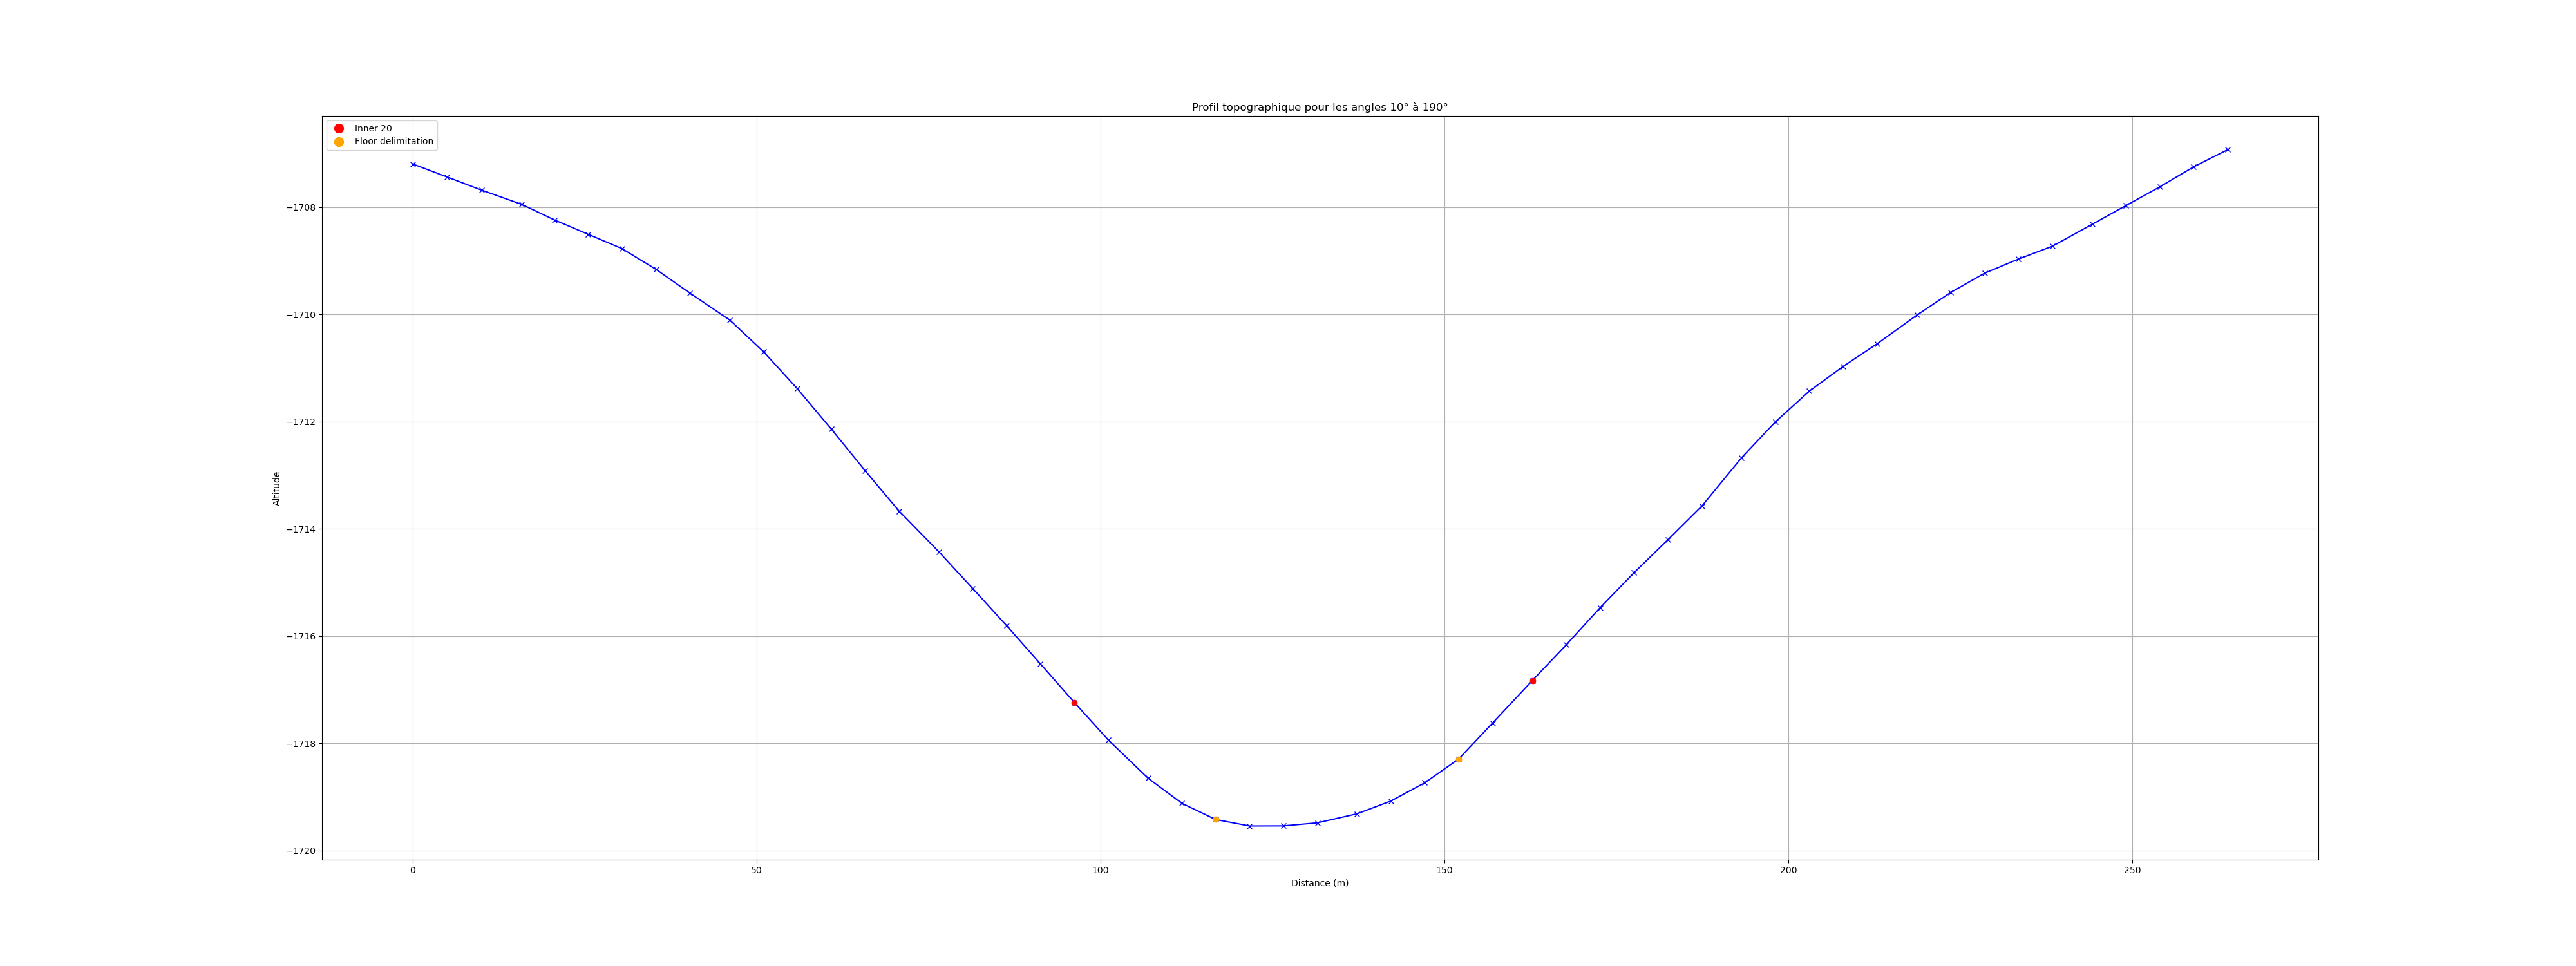 Profil topographique pour les angles 10° à 190°
Inner 20
Floor delimitation
−1708
−1710
−1712
−1714
−1716
−1718
−1720
Altitude
0
50
100
150
200
250
Distance (m)